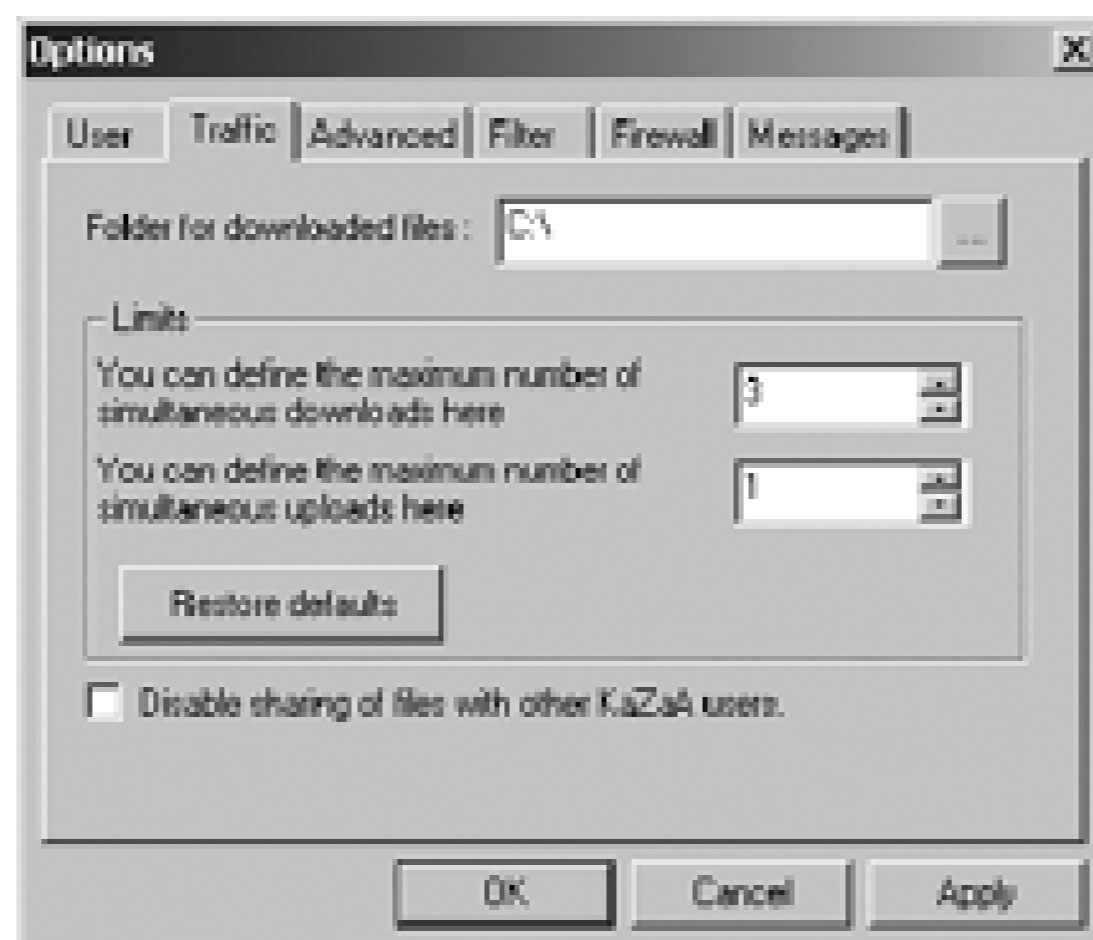 Options
User Traffic Advanced Filter Firewall Messages
Folder for downloaded files : C:\ ...
Limits
You can define the maximum number of
simultaneous downloads here
3
You can define the maximum number of
simultaneous uploads here
1
Restore defaults
Disable sharing of files with other KaZaA users.
OK Cancel Apply